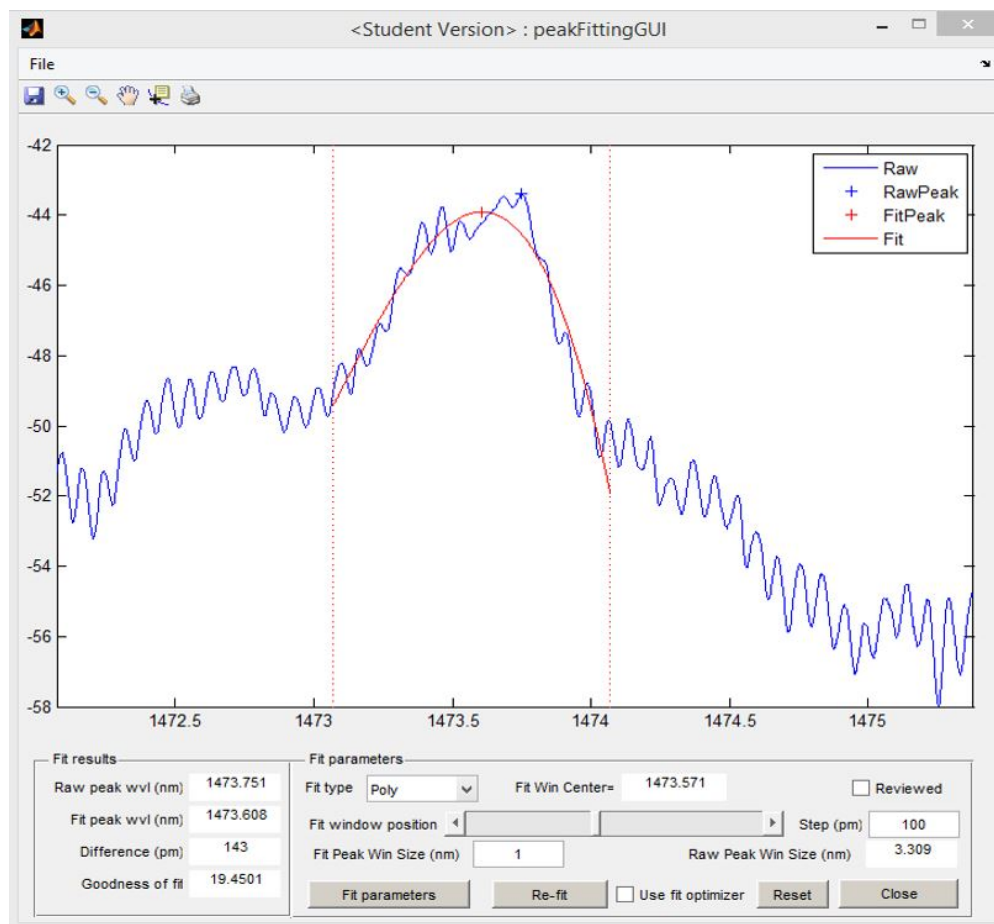 <Student Version> : peakFittingGUI
File
-42
-44
-46
-48
-50
-52
-54
-56
-58
Raw
RawPeak
FitPeak
Fit
1472.5 1473 1473.5 1474 1474.5 1475
Fit results
Raw peak wvl (nm) 1473.751
Fit peak wvl (nm) 1473.608
Difference (pm) 143
Goodness of fit 19.4501
Fit parameters
Fit type Poly Fit Win Center= 1473.571 Reviewed
Fit window position Step (pm) 100
Fit Peak Win Size (nm) 1 Raw Peak Win Size (nm) 3.309
Fit parameters Re-fit Use fit optimizer Reset Close